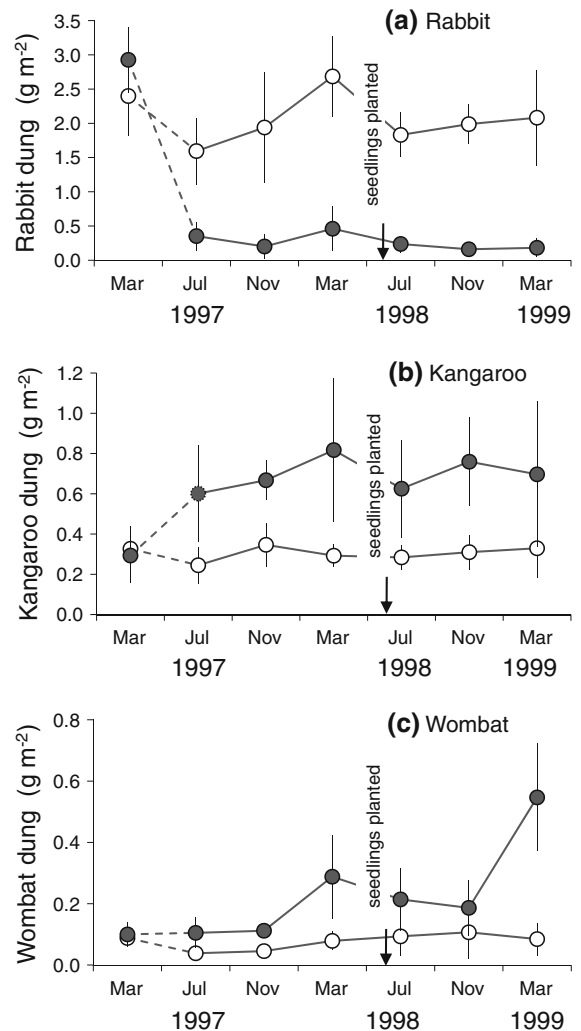 (a) Rabbit
Rabbit dung (g m-2)
3.5
3.0
2.5
2.0
1.5
1.0
0.5
0.0
seedlings planted
Mar Jul Nov Mar Jul Nov Mar
1997 1998 1999
(b) Kangaroo
Kangaroo dung (g m-2)
1.2
1.0
0.8
0.6
0.4
0.2
0.0
seedlings planted
Mar Jul Nov Mar Jul Nov Mar
1997 1998 1999
(c) Wombat
Wombat dung (g m-2)
0.8
0.6
0.4
0.2
0.0
seedlings planted
Mar Jul Nov Mar Jul Nov Mar
1997 1998 1999